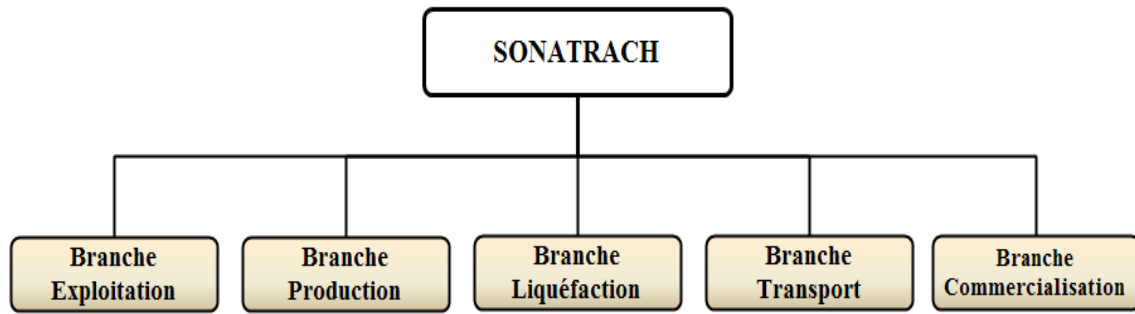 SONATRACH
Branche
Exploitation
Branche
Production
Branche
Liquéfaction
Branche
Transport
Branche
Commercialisation